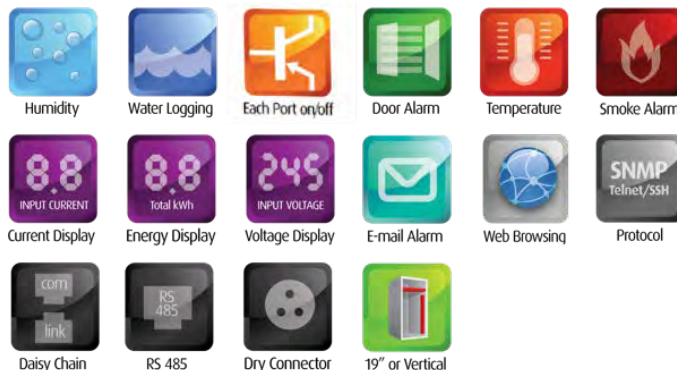 Humidity
Water Logging
Each Port on/off
Door Alarm
Temperature
Smoke Alarm
8.8
INPUT CURRENT
8.8
Total kWh
245
INPUT VOLTAGE
SNMP
Telnet/SSH
Current Display
Energy Display
Voltage Display
E-mail Alarm
Web Browsing
Protocol
com
link
RS
485
Daisy Chain
RS 485
Dry Connector
19" or Vertical